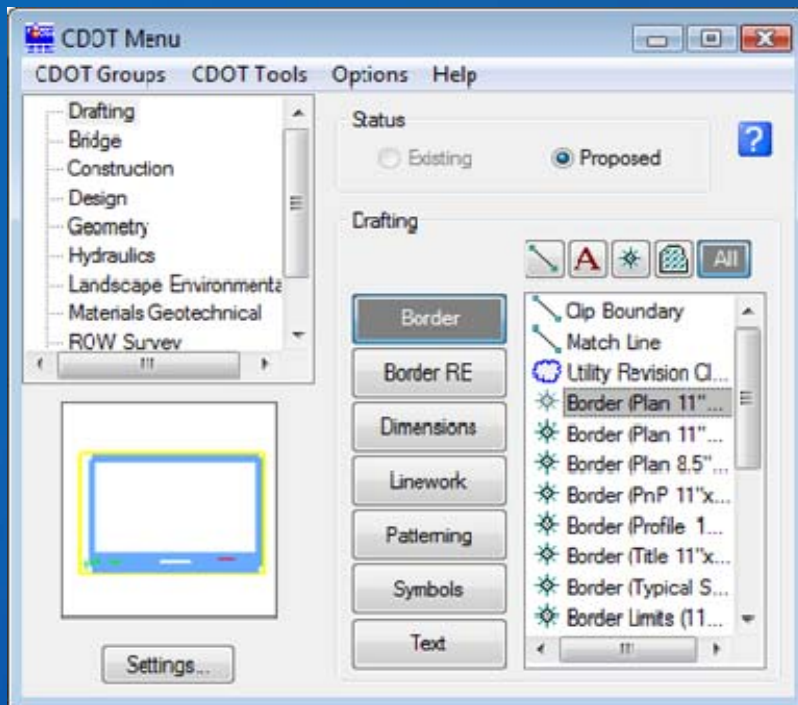 CDOT Menu
CDOT Groups CDOT Tools Options Help
Drafting
Bridge
Construction
Design
Geometry
Hydraulics
Landscape Environmenta
Materials Geotechnical
ROW Survey
Settings...
Status
Existing Proposed
?
Drafting
A All
Border
Border RE
Dimensions
Linework
Patterning
Symbols
Text
Clip Boundary
Match Line
Utility Revision Cl...
Border (Plan 11"...
Border (Plan 11"...
Border (Plan 8.5"...
Border (PnP 11"x...
Border (Profile 1...
Border (Title 11"x...
Border (Typical S...
Border Limits (11...